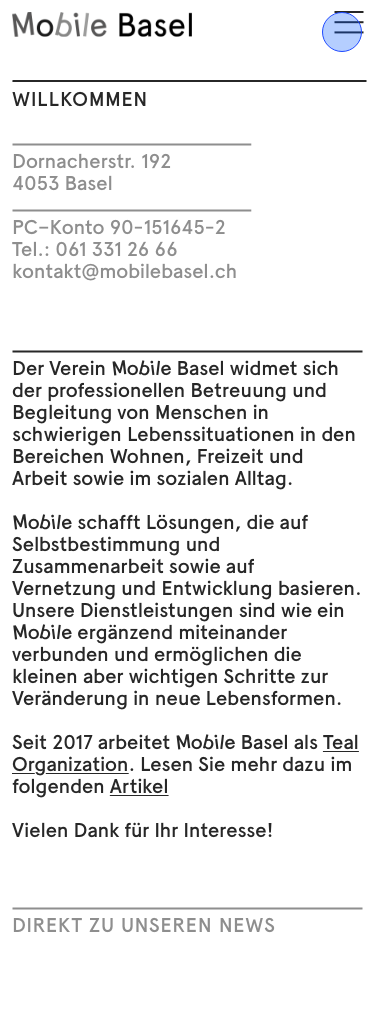 Mobile Basel
WILLKOMMEN
Dornacherstr. 192
4053 Basel
PC–Konto 90-151645-2
Tel.: 061 331 26 66
kontakt@mobilebasel.ch
Der Verein Mobile Basel widmet sich
der professionellen Betreuung und
Begleitung von Menschen in
schwierigen Lebenssituationen in den
Bereichen Wohnen, Freizeit und
Arbeit sowie im sozialen Alltag.
Mobile schafft Lösungen, die auf
Selbstbestimmung und
Zusammenarbeit sowie auf
Vernetzung und Entwicklung basieren.
Unsere Dienstleistungen sind wie ein
Mobile ergänzend miteinander
verbunden und ermöglichen die
kleinen aber wichtigen Schritte zur
Veränderung in neue Lebensformen.
Seit 2017 arbeitet Mobile Basel als Teal
Organization. Lesen Sie mehr dazu im
folgenden Artikel
Vielen Dank für Ihr Interesse!
DIREKT ZU UNSEREN NEWS